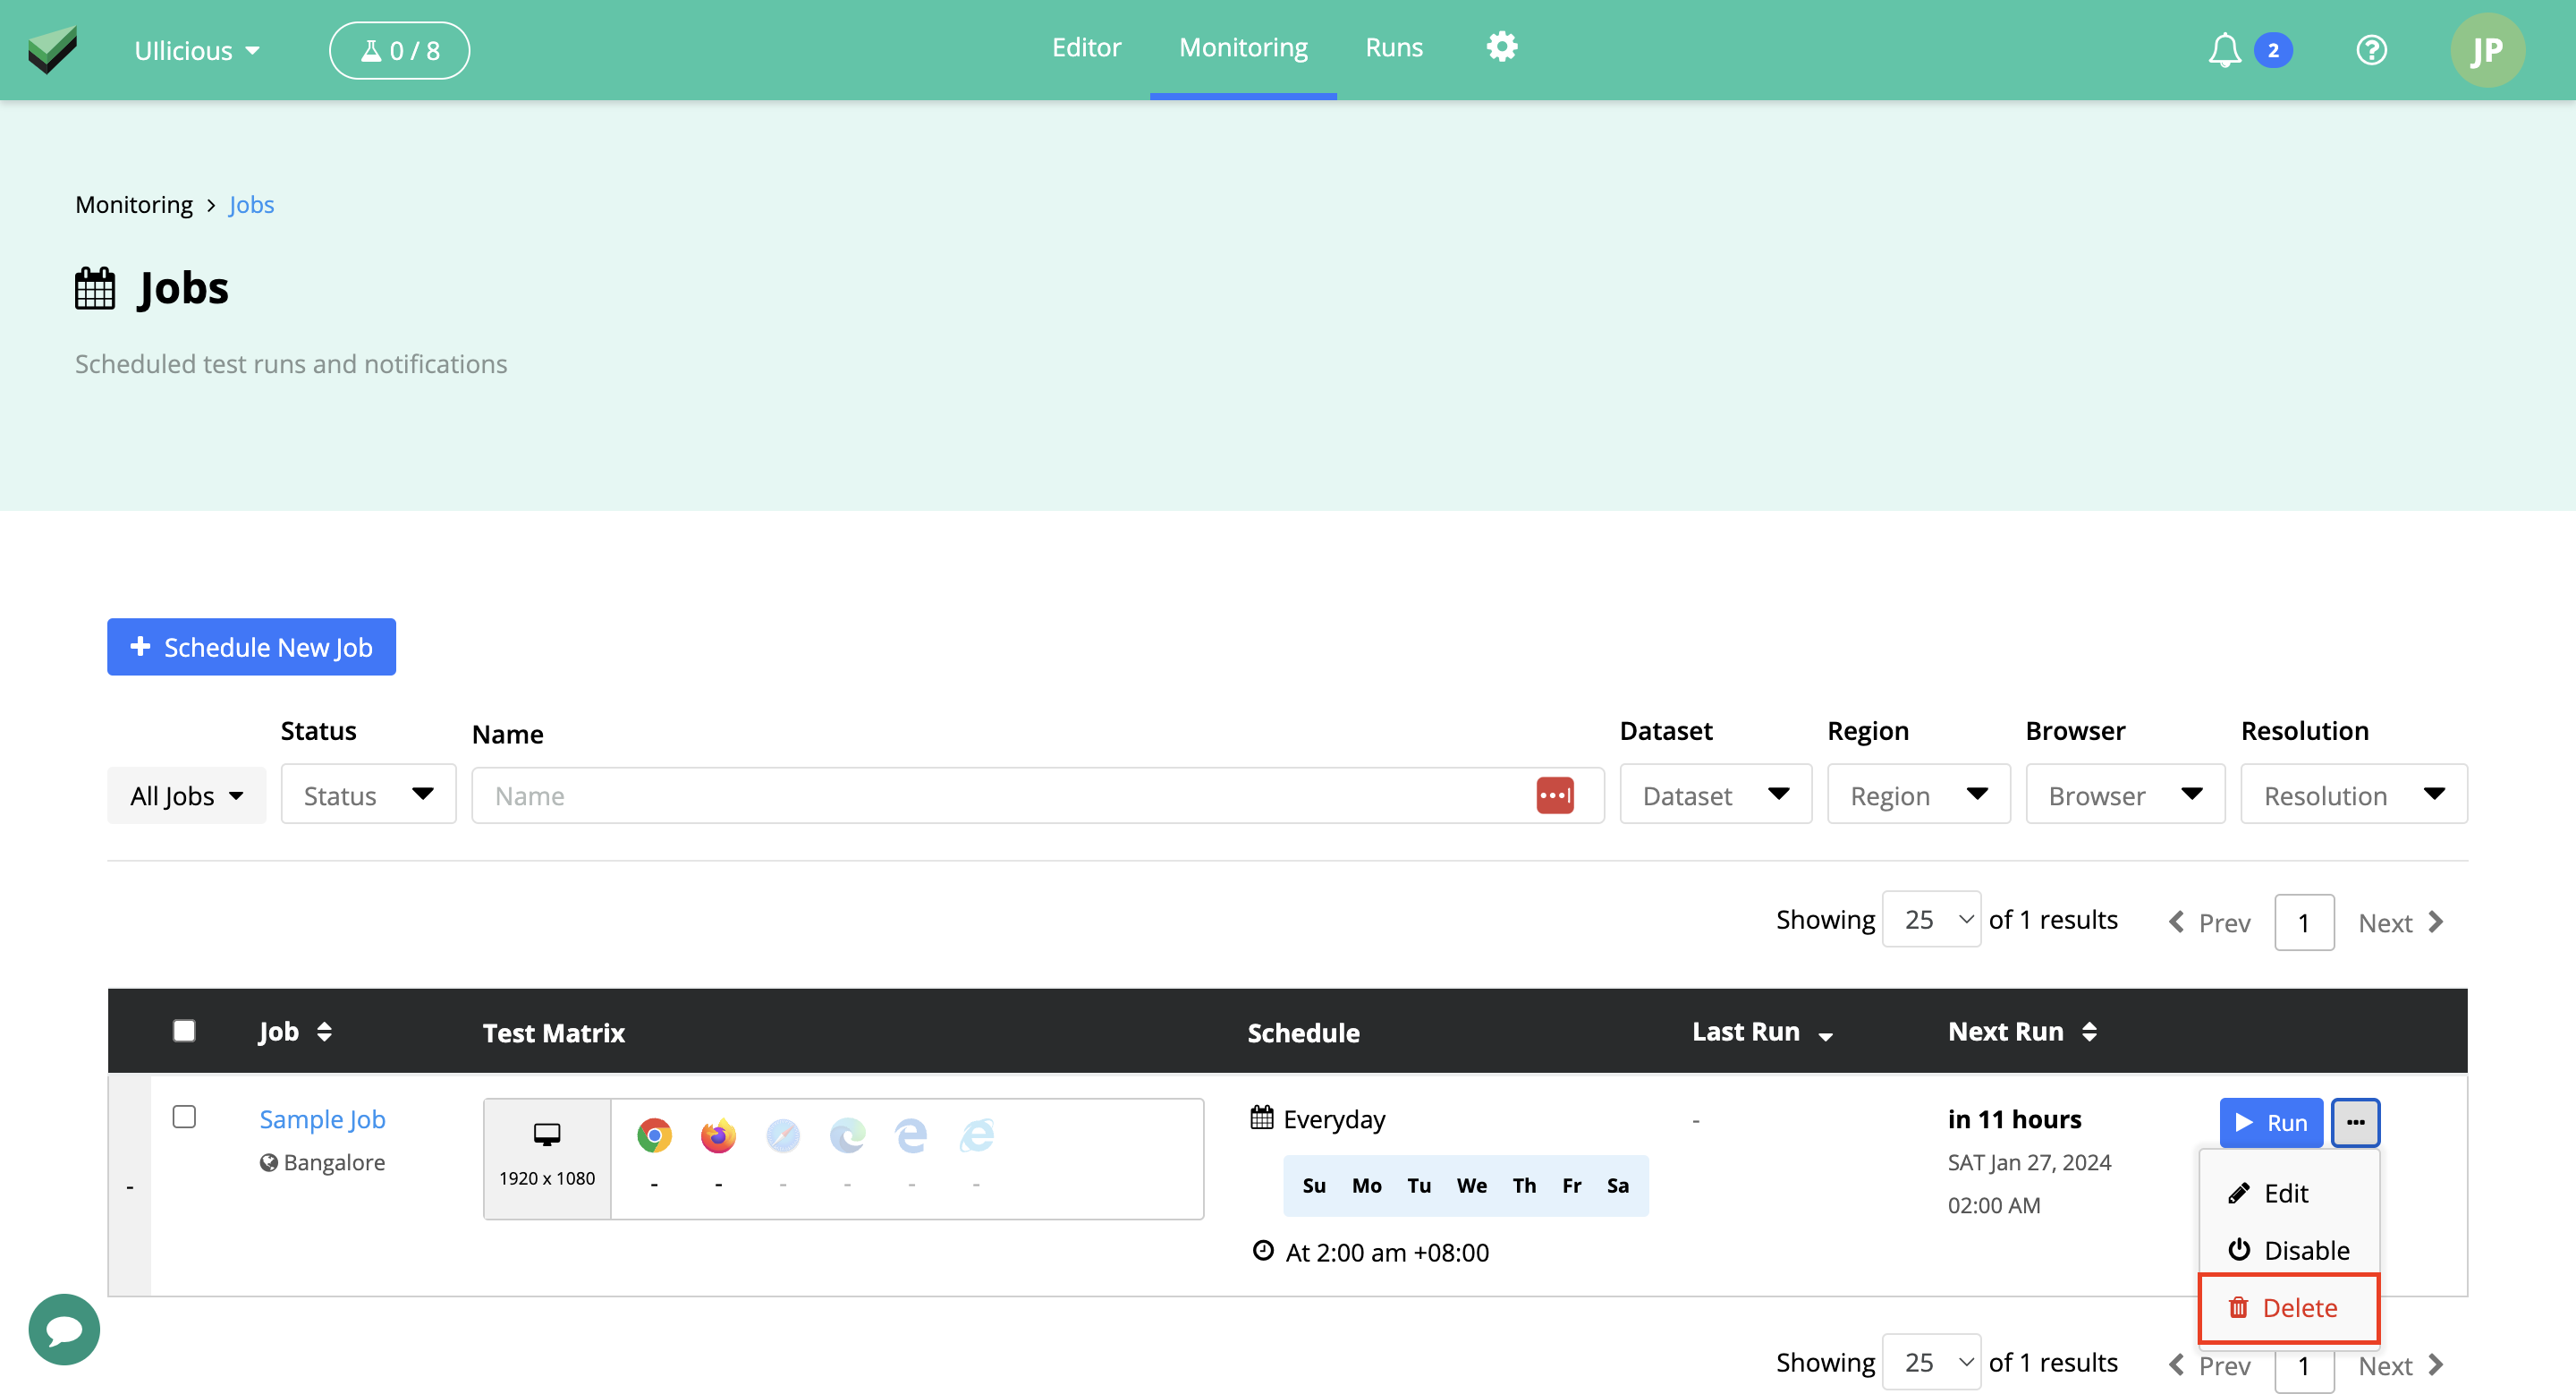 UIlicious
0 / 8
Editor
Monitoring
Runs
2
JP
Monitoring > Jobs
Jobs
Scheduled test runs and notifications
+ Schedule New Job
Status
Name
Dataset
Region
Browser
Resolution
All Jobs
Status
Name
Dataset
Region
Browser
Resolution
Showing 25 of 1 results
Prev 1 Next
Job
Test Matrix
Schedule
Last Run
Next Run
-
Sample Job
Bangalore
1920 x 1080
- - - - - -
Everyday
Su Mo Tu We Th Fr Sa
At 2:00 am +08:00
-
in 11 hours
SAT Jan 27, 2024
02:00 AM
Run
Edit
Disable
Delete
Showing 25 of 1 results
Prev 1 Next